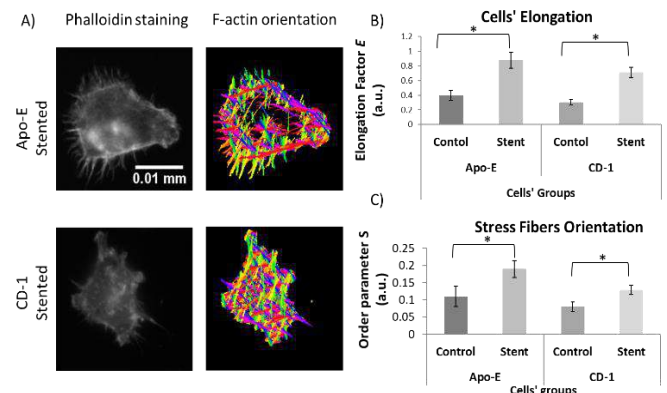 A) Phalloidin staining F-actin orientation
Apo-E
Stented
0.01 mm
CD-1
Stented
B)
Cells' Elongation
Elongation Factor E
(a.u.)
1.2
1
0.8
0.6
0.4
0.2
0
*
*
Control Stent Control Stent
Apo-E CD-1
Cells' Groups
C)
Stress Fibers Orientation
Order parameter S
(a.u.)
0.25
0.2
0.15
0.1
0.05
0
*
*
Control Stent Control Stent
Apo-E CD-1
Cells' groups